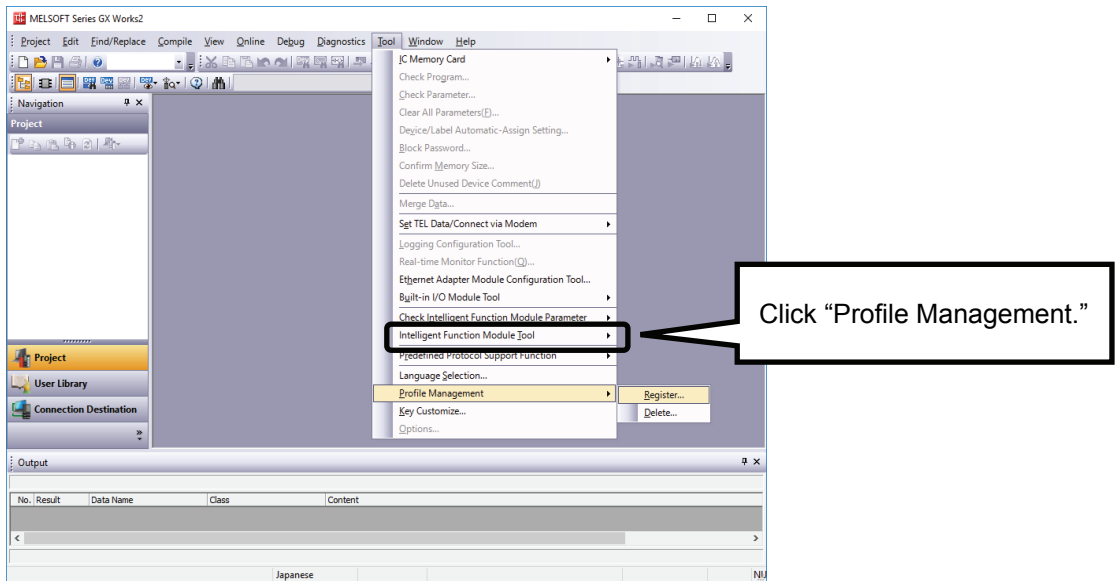 MELSOFT Series GX Works2
Project Edit Find/Replace Compile View Online Debug Diagnostics Tool Window Help
Navigation
Project
Project
User Library
Connection Destination
IC Memory Card
Check Program...
Check Parameter...
Clear All Parameters(F)...
Device/Label Automatic-Assign Setting...
Block Password...
Confirm Memory Size...
Delete Unused Device Comment(J)
Merge Data...
Set TEL Data/Connect via Modem
Logging Configuration Tool...
Real-time Monitor Function(Q)...
Ethernet Adapter Module Configuration Tool...
Built-in I/O Module Tool
Check Intelligent Function Module Parameter
Intelligent Function Module Tool
Predefined Protocol Support Function
Language Selection...
Profile Management
Key Customize...
Options...
Register...
Delete...
Click “Profile Management.”
Output
No. Result Data Name Class Content
Japanese